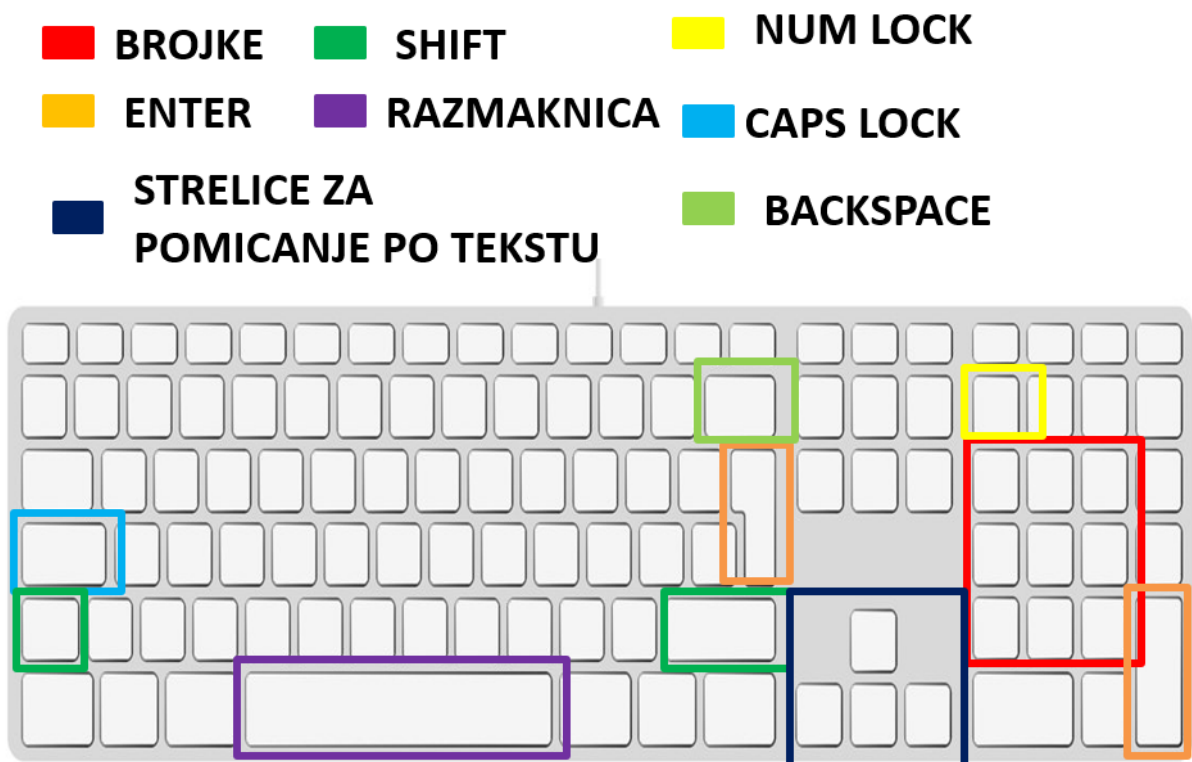 BROJKE
SHIFT
NUM LOCK
ENTER
RAZMAKNICA
CAPS LOCK
STRELICE ZA
POMICANJE PO TEKSTU
BACKSPACE